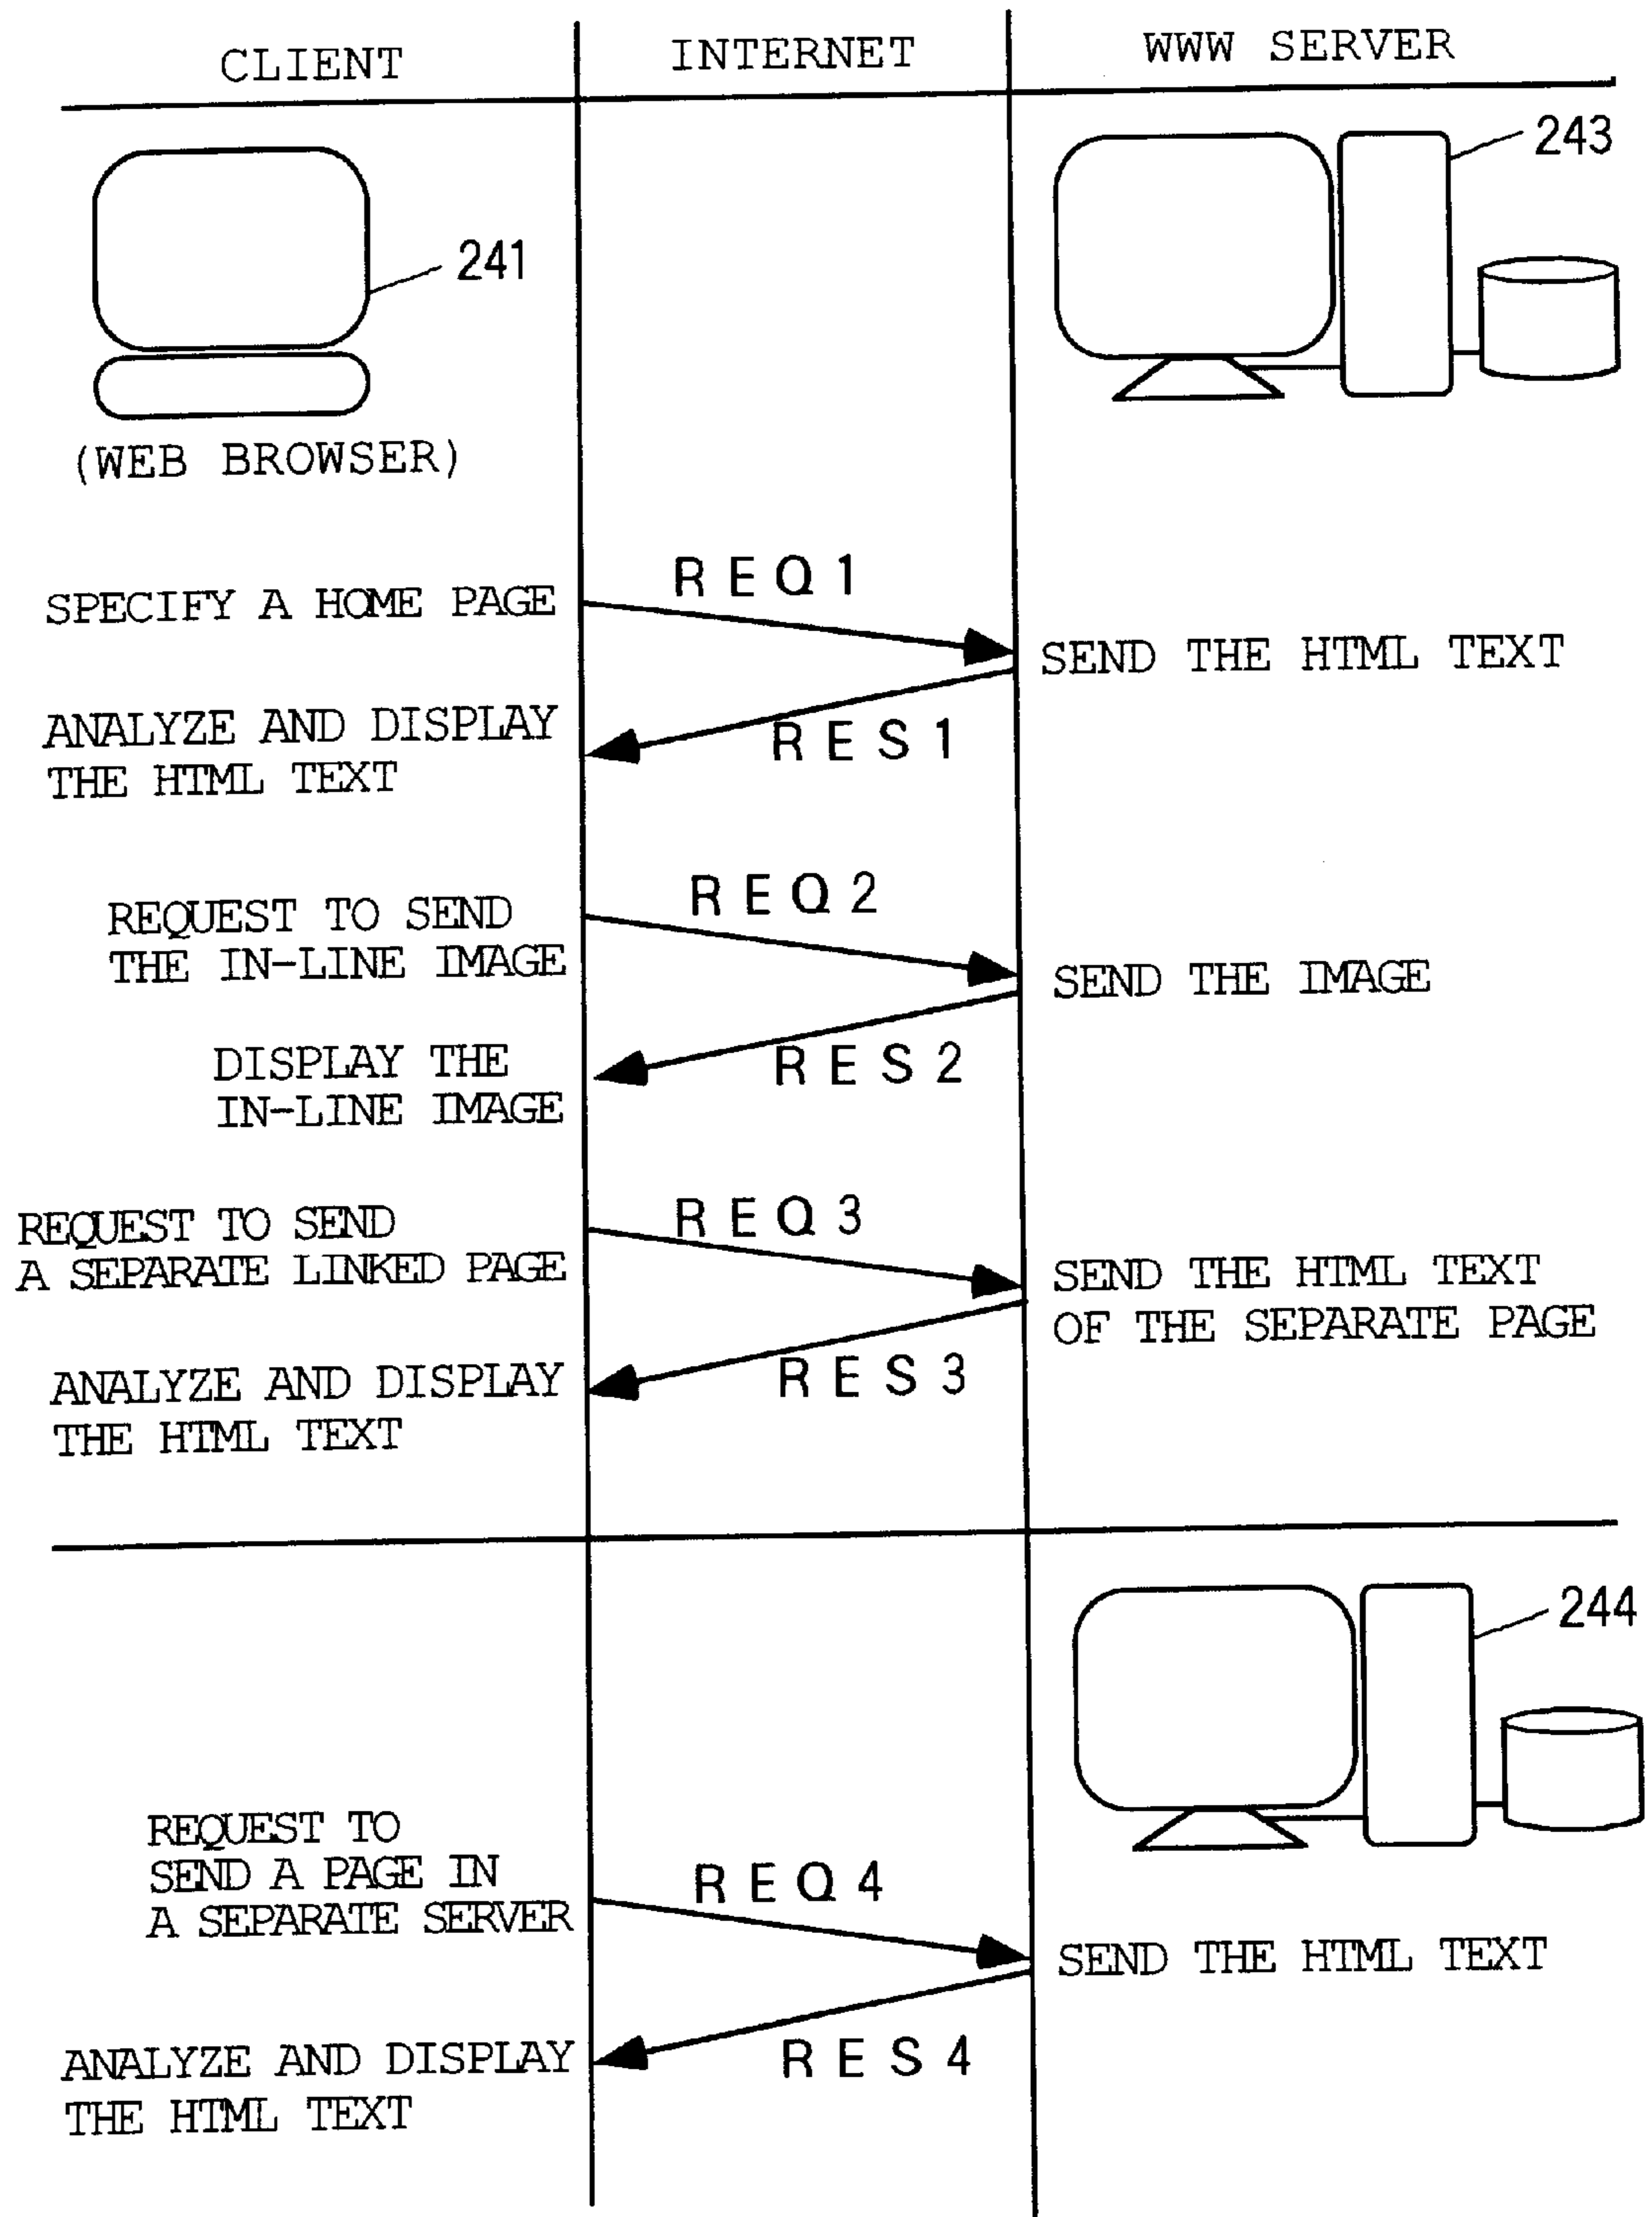 CLIENT
INTERNET
WWW SERVER
243
241
(WEB BROWSER)
REQ1
SPECIFY A HOME PAGE
SEND THE HTML TEXT
ANALYZE AND DISPLAY
THE HTML TEXT
RES1
REQ2
REQUEST TO SEND
THE IN-LINE IMAGE
SEND THE IMAGE
DISPLAY THE
IN-LINE IMAGE
RES2
REQ3
REQUEST TO SEND
A SEPARATE LINKED PAGE
SEND THE HTML TEXT
OF THE SEPARATE PAGE
RES3
ANALYZE AND DISPLAY
THE HTML TEXT
244
REQUEST TO
SEND A PAGE IN
A SEPARATE SERVER
REQ4
SEND THE HTML TEXT
RES4
ANALYZE AND DISPLAY
THE HTML TEXT